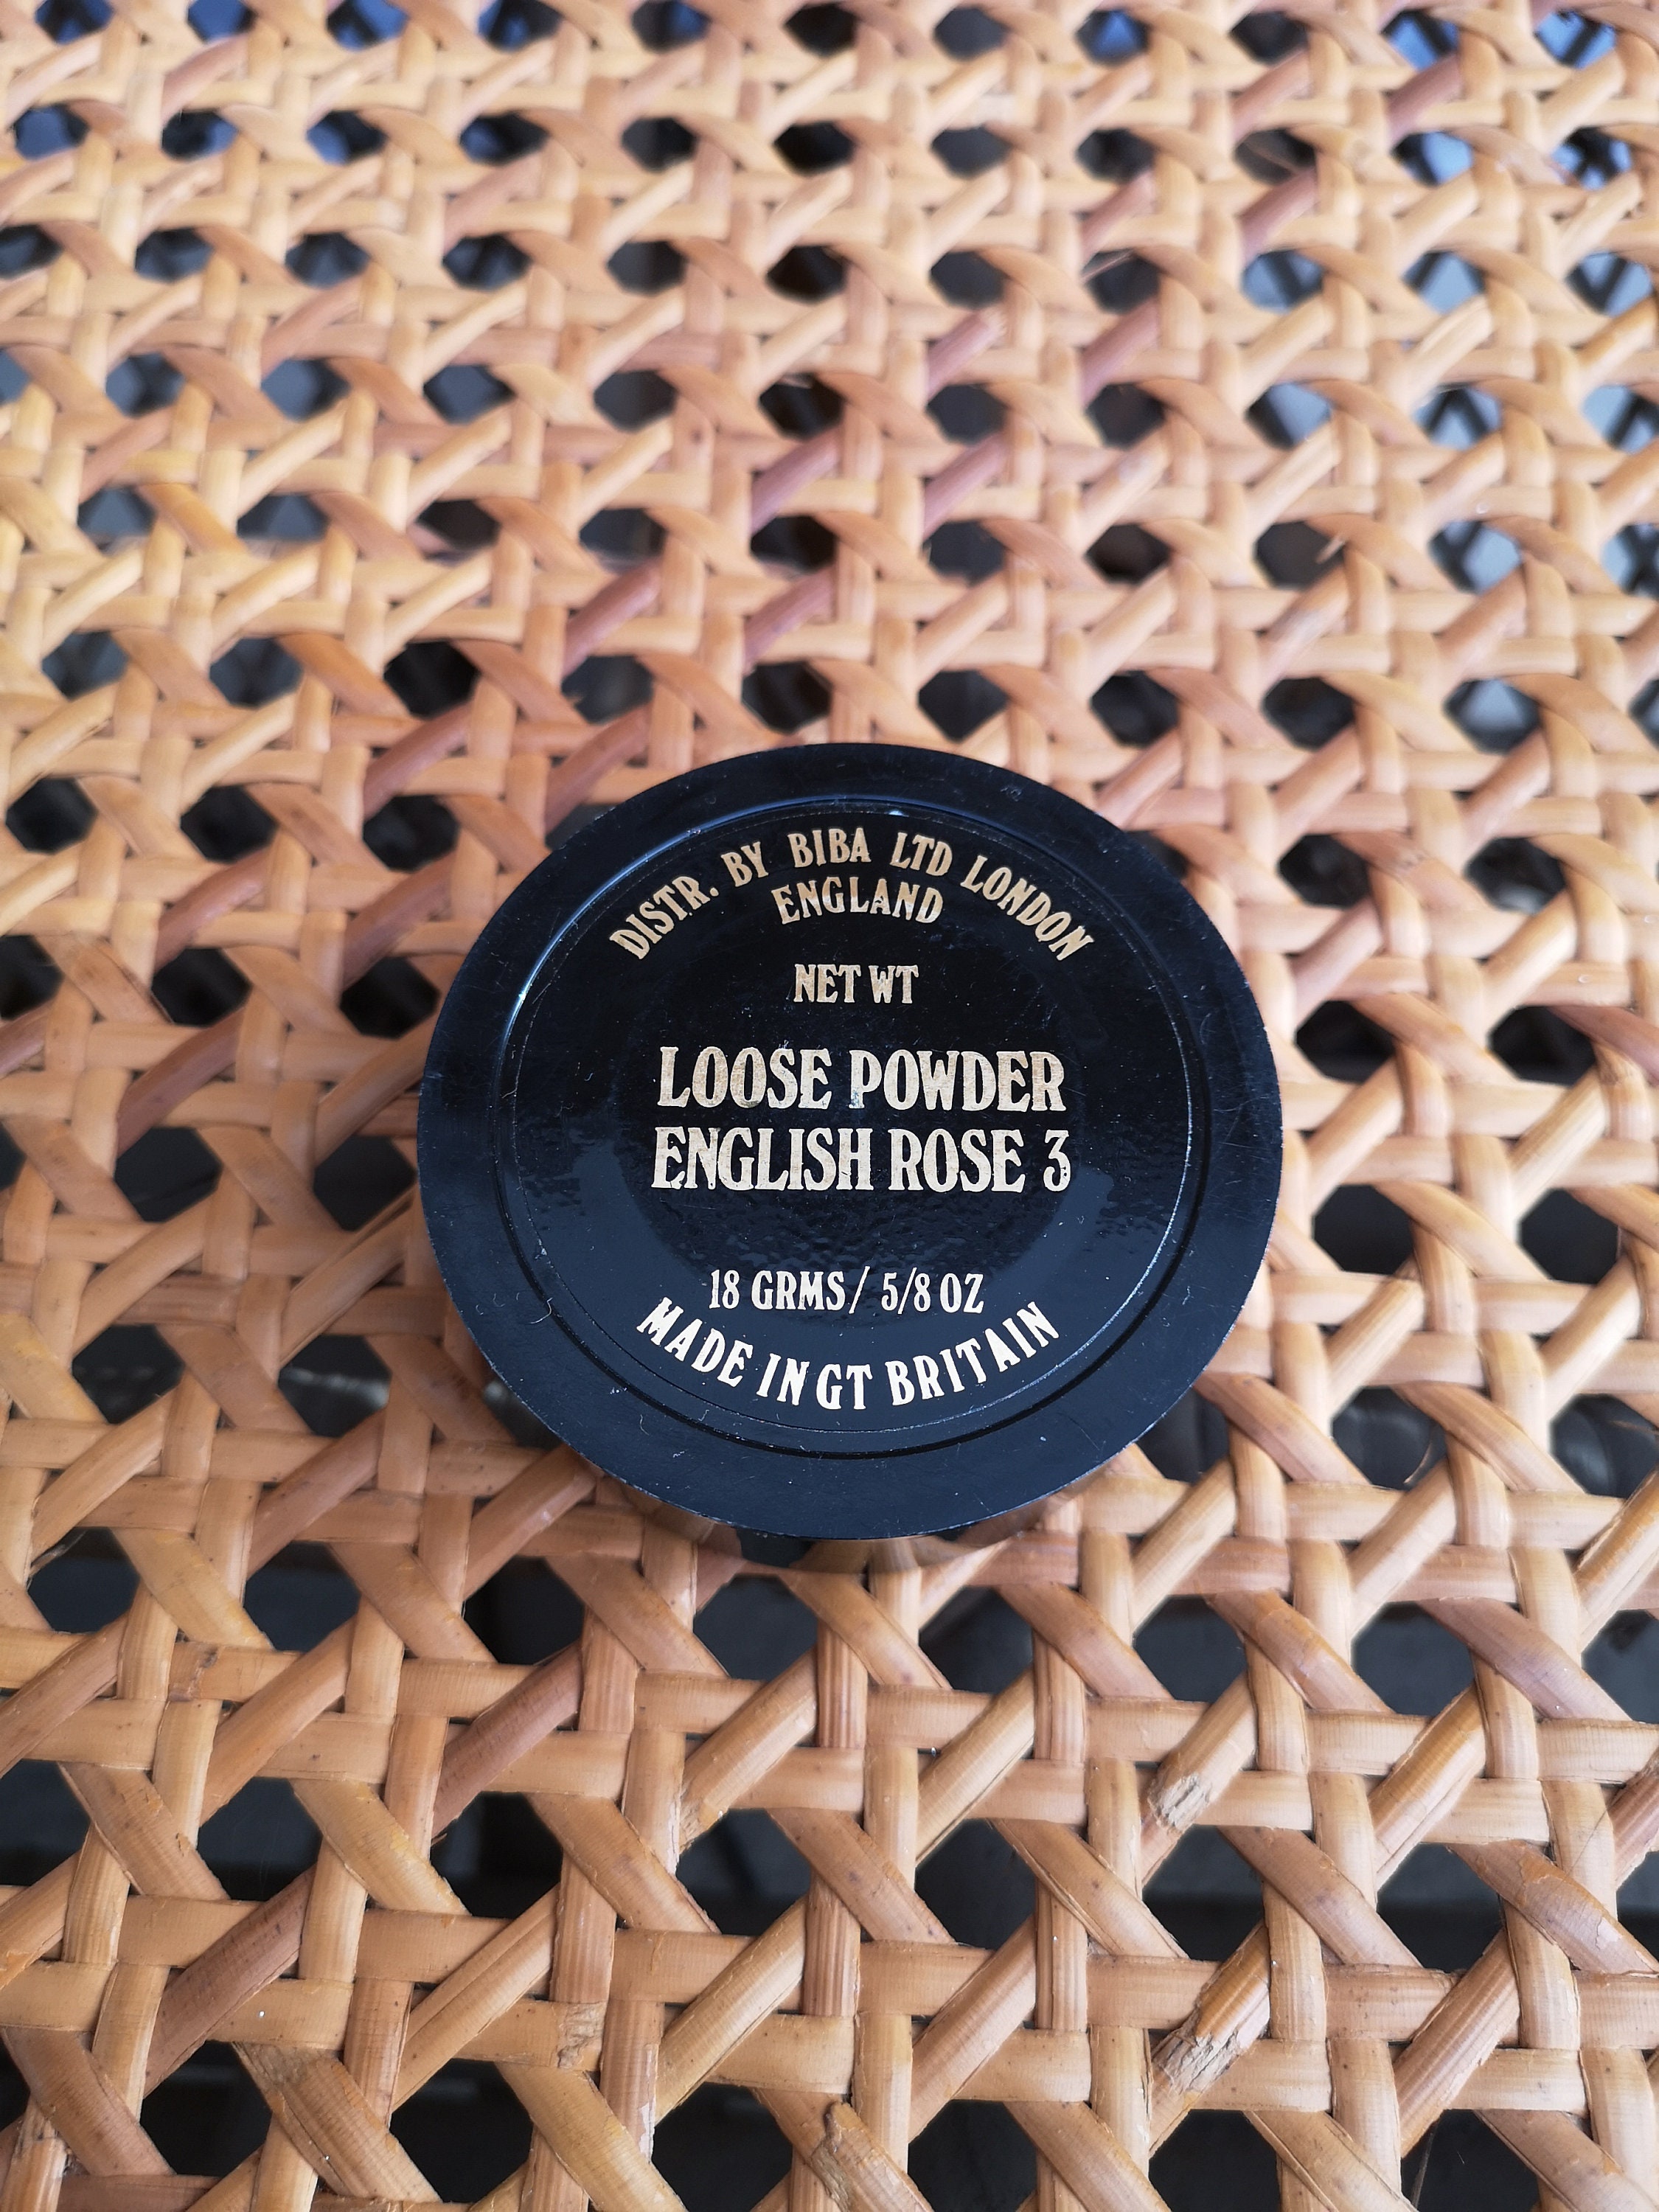 DISTR. BY BIBA LTD LONDON
ENGLAND
NET WT
LOOSE POWDER
ENGLISH ROSE 3
18 GRMS/ 5/8 OZ
MADE IN GT BRITAIN